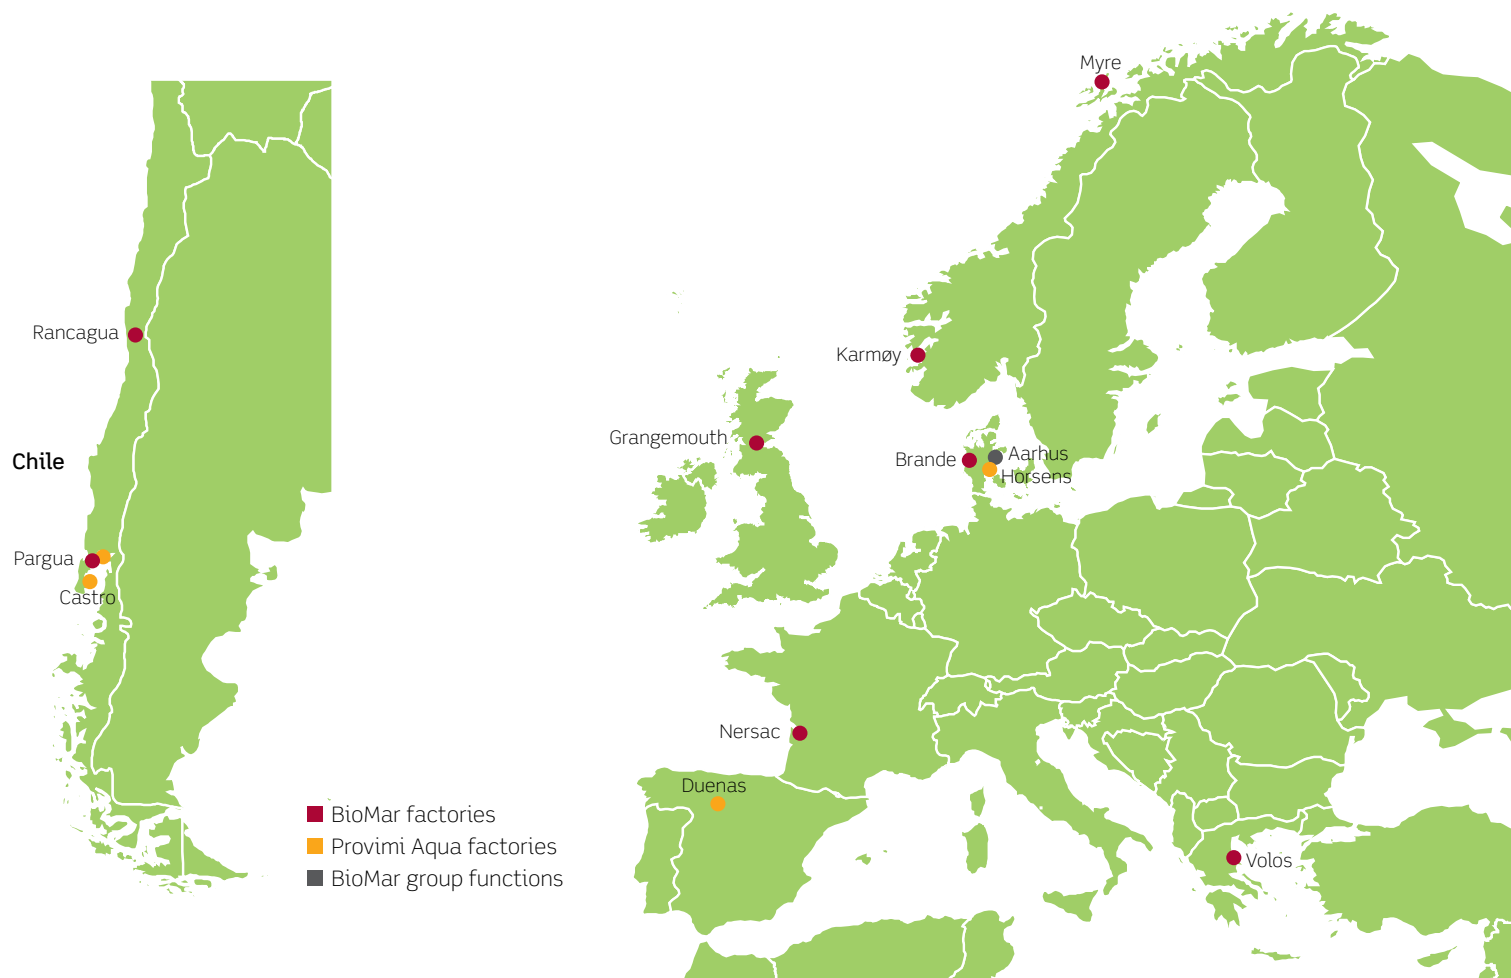 Myre
Rancagua
Karmøy
Grangemouth
Chile
Brande
Aarhus
Horsens
Pargua
Castro
Nersac
Duenas
BioMar factories
Provimi Aqua factories
BioMar group functions
Volos